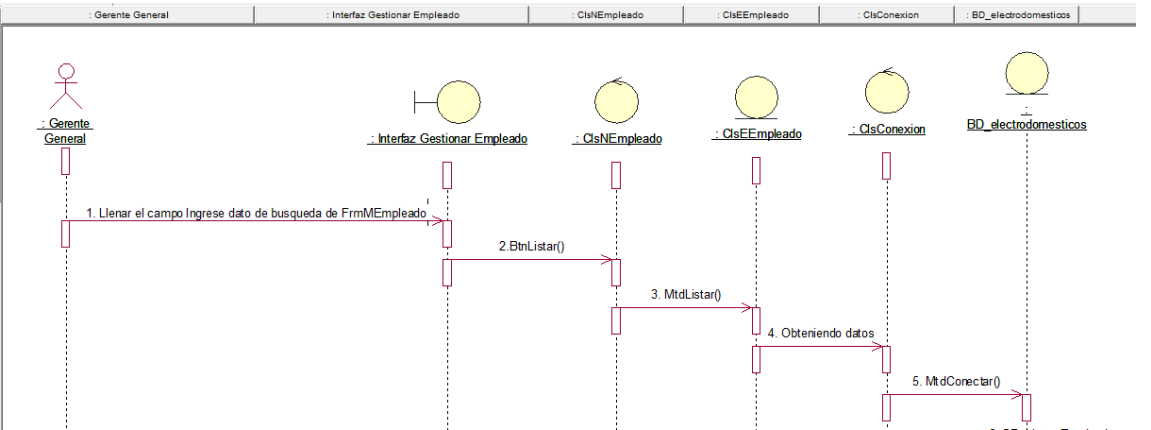 : Gerente General
: Interfaz Gestionar Empleado
: ClsNEmpleado
: ClsEEmpleado
: ClsConexion
: BD_electrodomesticos
: Gerente
General
: Interfaz Gestionar Empleado
: ClsNEmpleado
: ClsEEmpleado
: ClsConexion
:
BD_electrodomesticos
1. Llenar el campo Ingrese dato de busqueda de FrmMEmpleado
2.BtnListar()
3. MtdListar()
4. Obteniendo datos
5. MtdConectar()